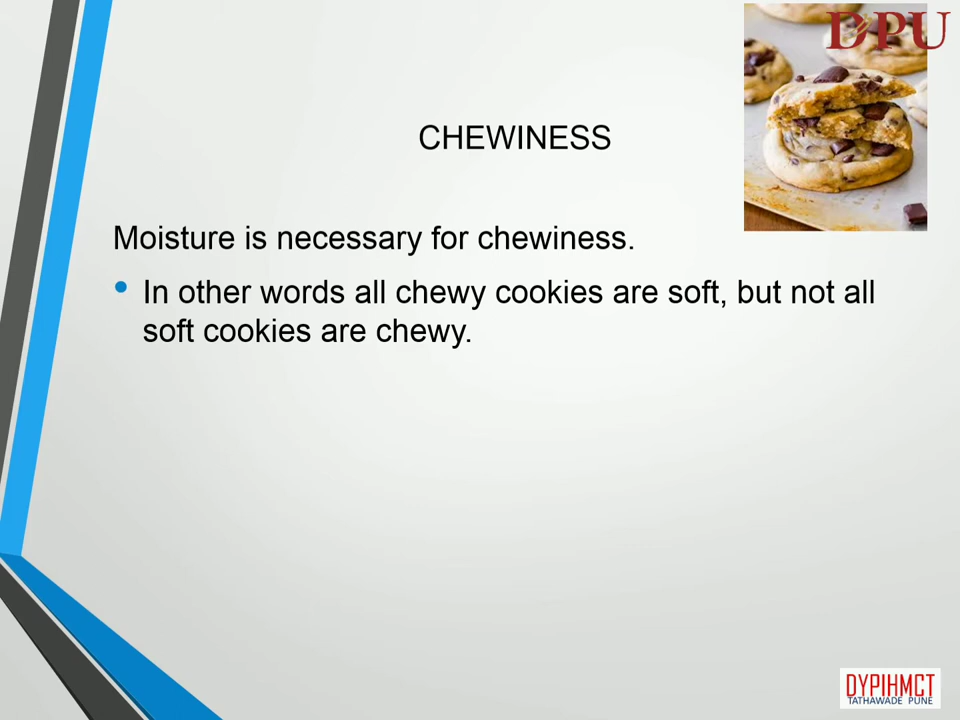 DPU
CHEWINESS
Moisture is necessary for chewiness.
• In other words all chewy cookies are soft, but not all
soft cookies are chewy.
DYPIHMCT
TATHAWADE PUNE